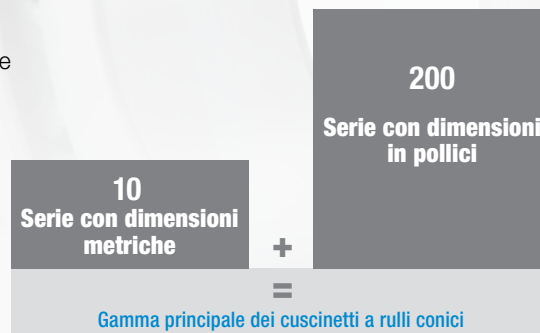 e
200
Serie con dimensioni
in pollici
10
Serie con dimensioni
metriche
+
=
Gamma principale dei cuscinetti a rulli conici